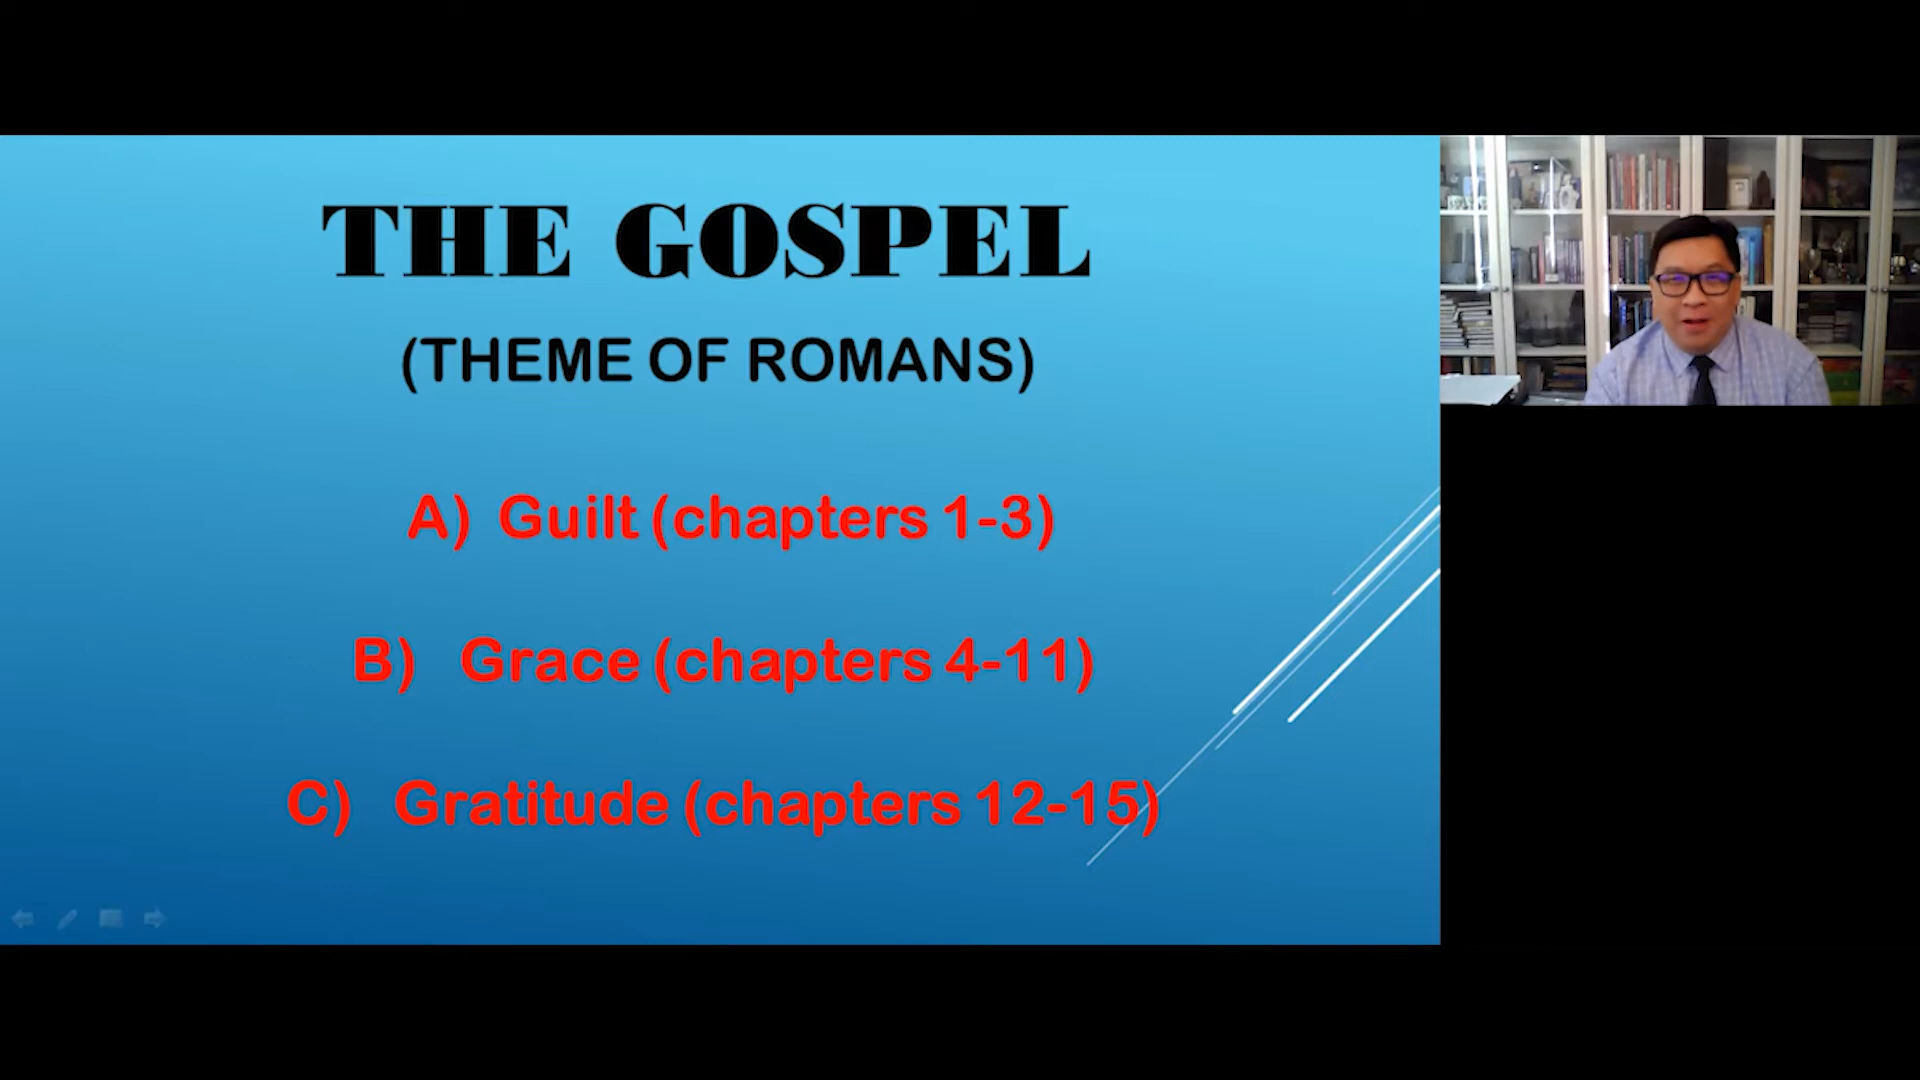 THE GOSPEL
(THEME OF ROMANS)
A) Guilt (chapters 1-3)
B) Grace (chapters 4-11)
C) Gratitude (chapters 12-15)